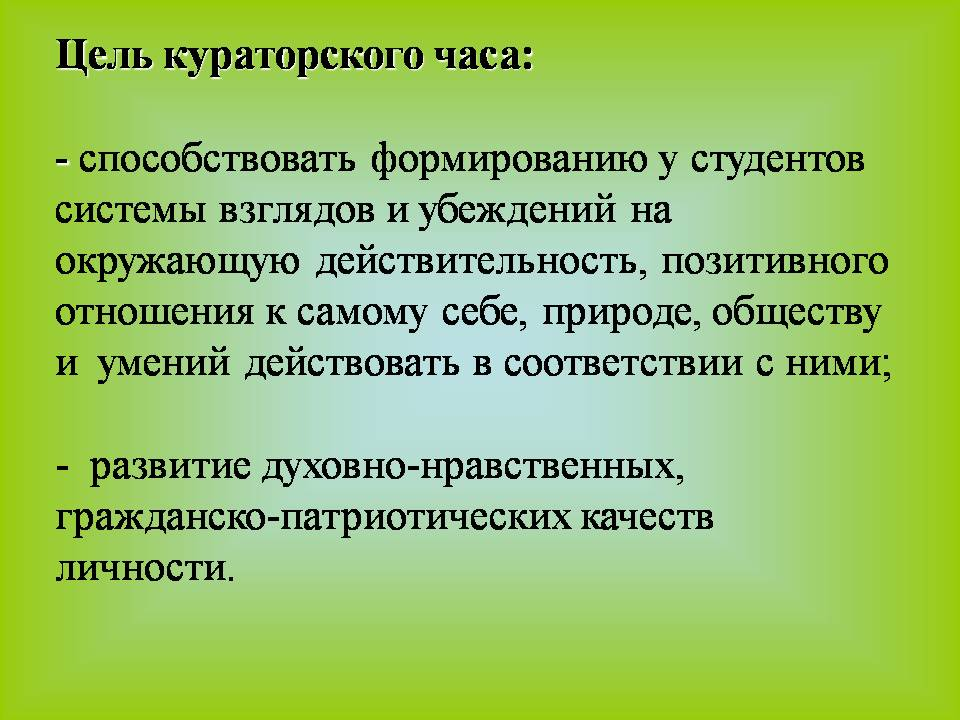 Цель кураторского часа:
- способствовать формированию у студентов
системы взглядов и убеждений на
окружающую действительность, позитивного
отношения к самому себе, природе, обществу
и умений действовать в соответствии с ними;
- развитие духовно-нравственных,
гражданско-патриотических качеств
личности.